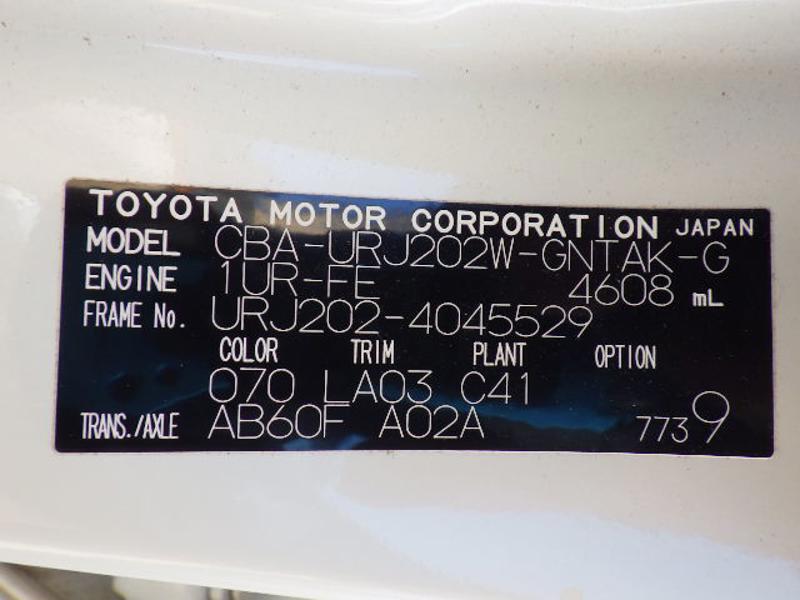 TOYOTA MOTOR CORPORATION JAPAN
MODEL CBA-URJ202W-GNTAK-G
ENGINE 1UR-FE 4608 mL
FRAME No. URJ202-4045529
COLOR TRIM PLANT OPTION
070 LA03 C41
TRANS./AXLE AB60F A02A 7739